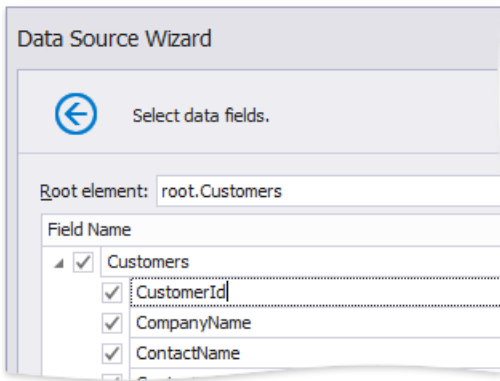 Data Source Wizard
Select data fields.
Root element: root.Customers
Field Name
Customers
CustomerId
CompanyName
ContactName